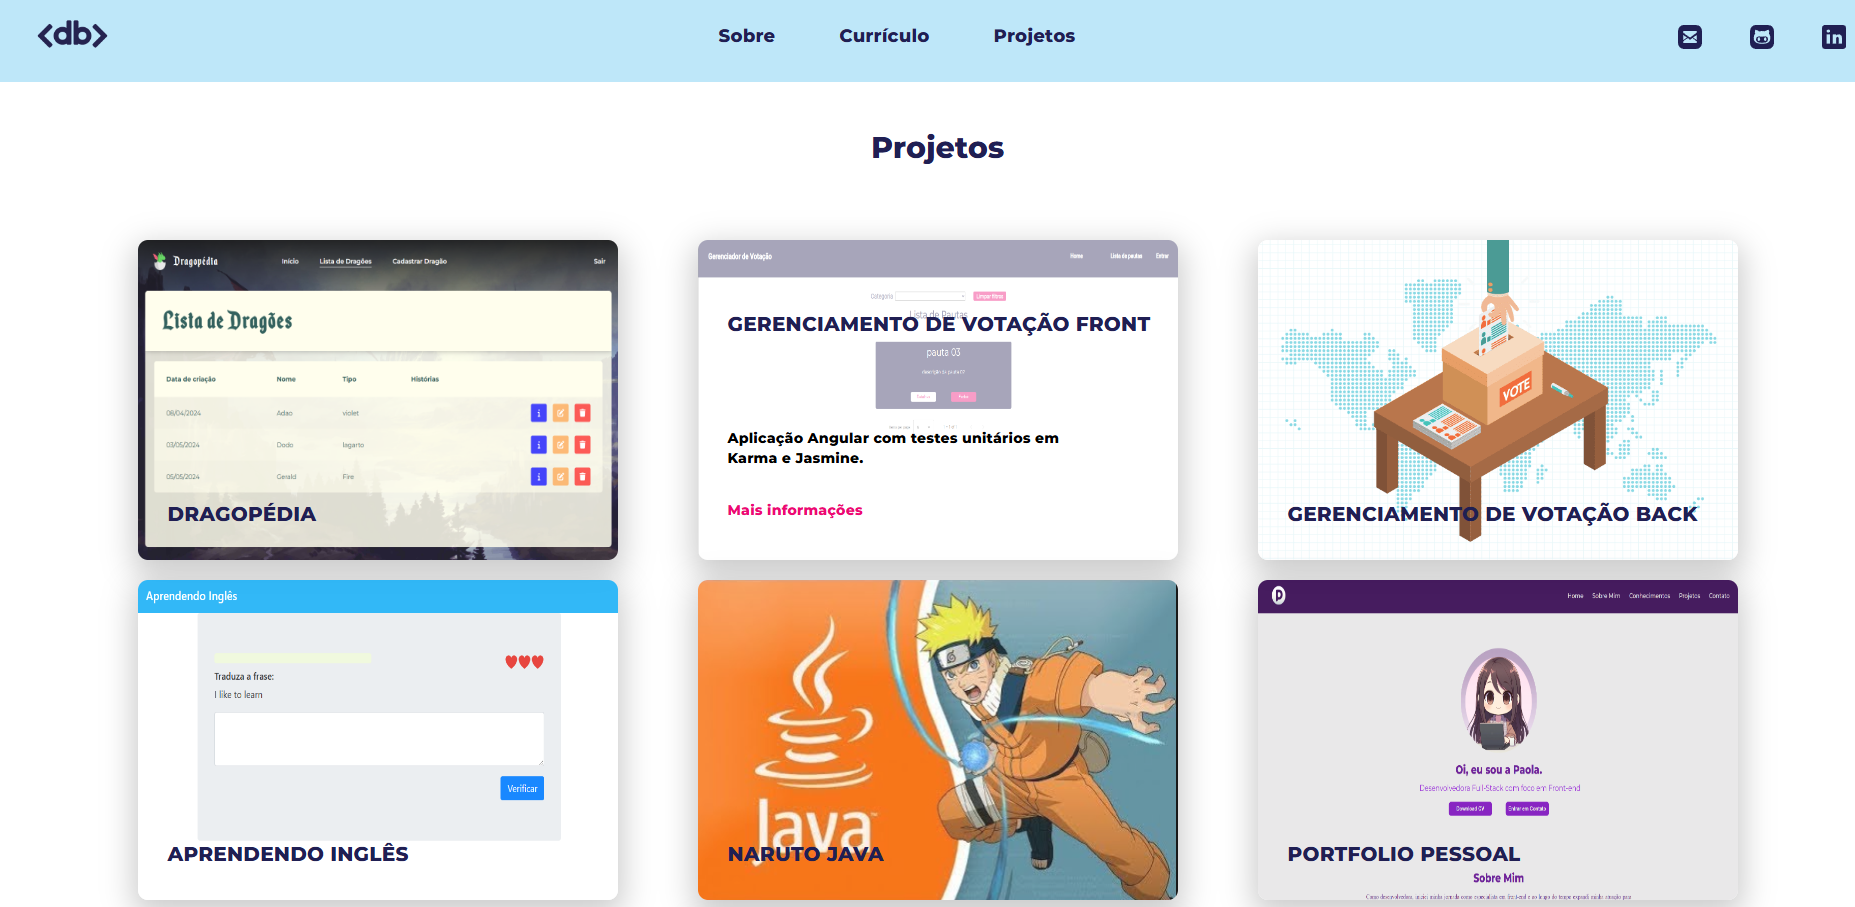 <db>
Sobre
Currículo
Projetos
Projetos
Dragopédia
Início
Lista de Dragões
Cadastrar Dragão
Sair
Lista de Dragões
Data de criação
Nome
Tipo
Histórias
08/04/2024
Adao
violet
03/05/2024
Dodo
lagarto
05/05/2024
Gerald
Fire
DRAGOPÉDIA
Gerenciador de Votação
Home
Lista de pautas
Entrar
Categoria
Limpar filtros
Lista de Pautas
GERENCIAMENTO DE VOTAÇÃO FRONT
pauta 03
Aplicação Angular com testes unitários em
Karma e Jasmine.
Mais informações
VOTE
GERENCIAMENTO DE VOTAÇÃO BACK
Aprendendo Inglês
Traduza a frase:
I like to learn
Verificar
APRENDENDO INGLÊS
Java
NARUTO JAVA
Home
Sobre Mim
Conhecimentos
Projetos
Contato
Oi, eu sou a Paola.
Desenvolvedora Full-Stack com foco em Front-end
Download CV
Entrar em Contato
PORTFOLIO PESSOAL
Sobre Mim